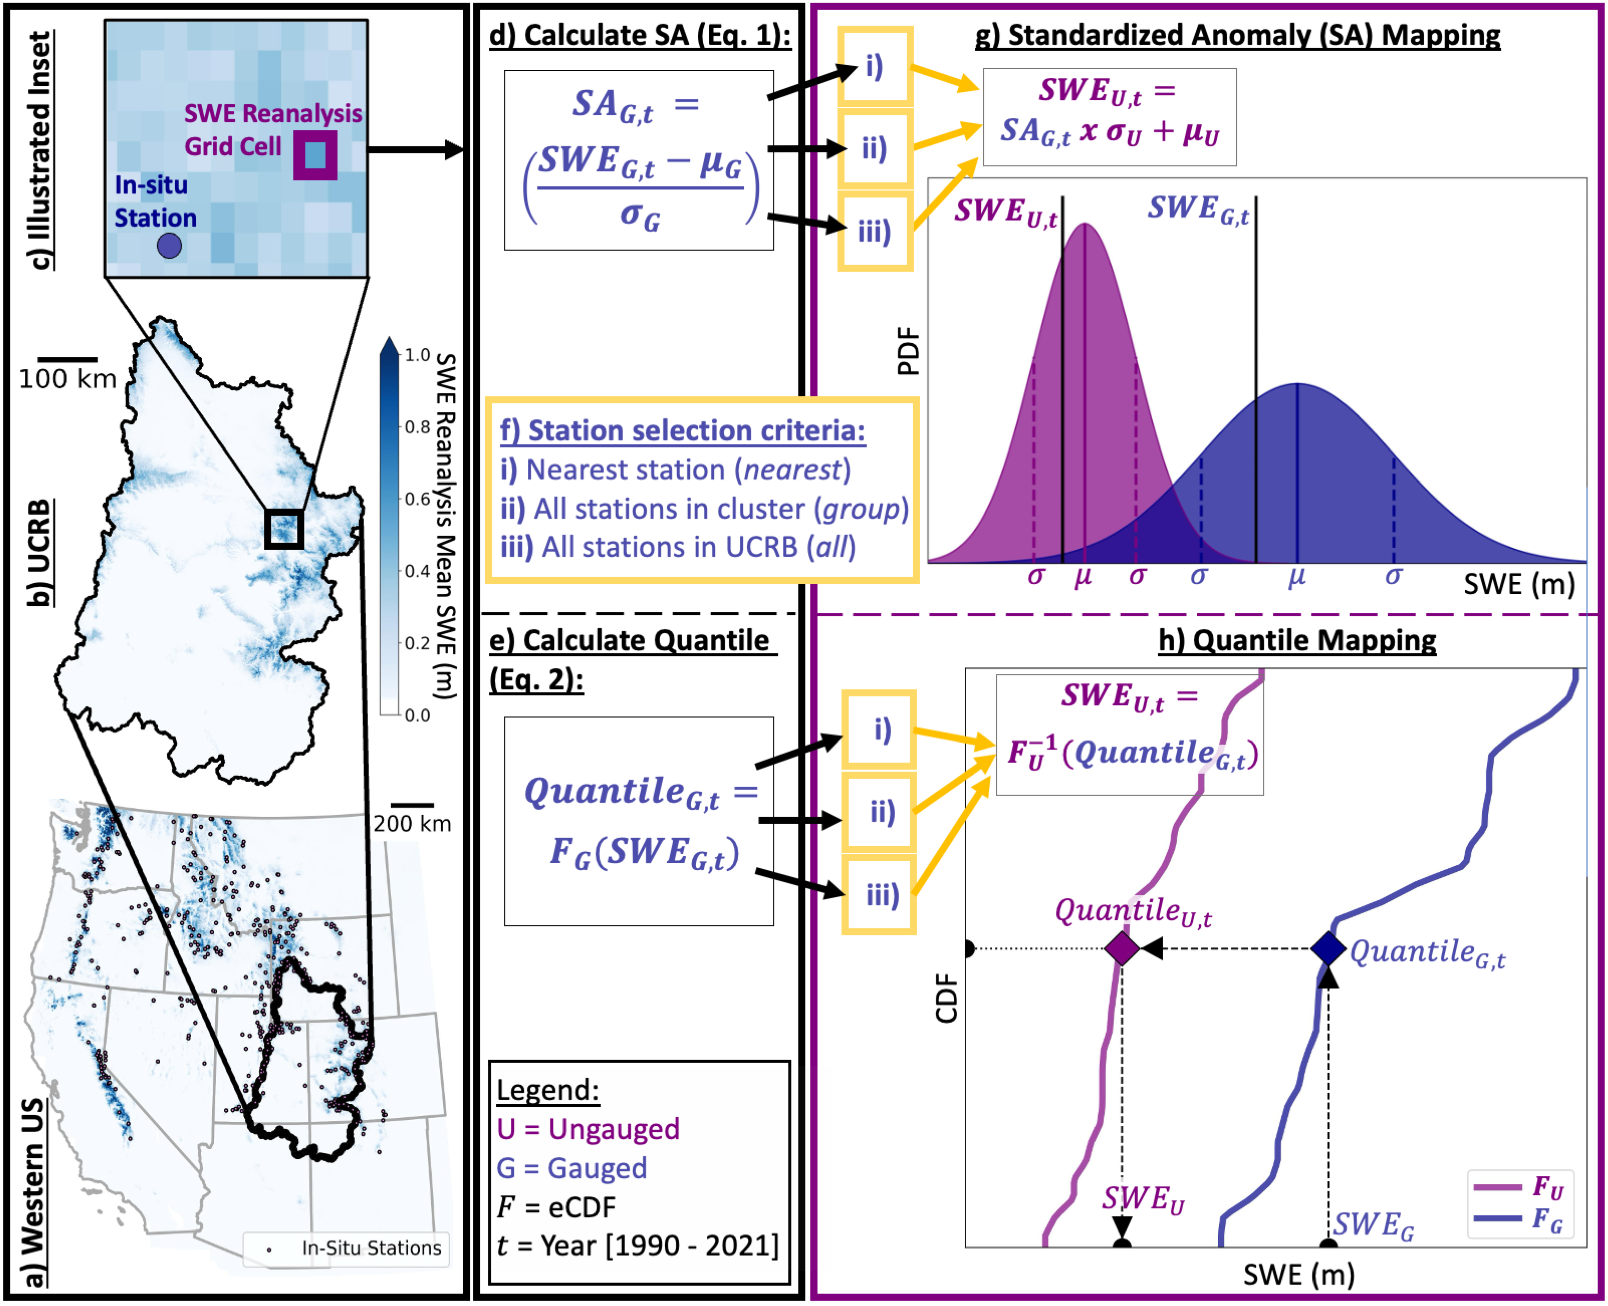 c) Illustrated Inset
SWE Reanalysis
Grid Cell
In-situ
Station
100 km
b) UCRB
1.0
0.8
0.6
0.4
0.2
0.0
SWE Reanalysis Mean SWE (m)
200 km
a) Western US
In-Situ Stations
d) Calculate SA (Eq. 1):
SA_{G,t} =
(\frac{SWE_{G,t} − μ_G}{σ_G})
i)
ii)
iii)
f) Station selection criteria:
i) Nearest station (nearest)
ii) All stations in cluster (group)
iii) All stations in UCRB (all)
e) Calculate Quantile
(Eq. 2):
Quantile_{G,t} =
F_G(SWE_{G,t})
i)
ii)
iii)
Legend:
U = Ungauged
G = Gauged
F = eCDF
t = Year [1990 - 2021]
g) Standardized Anomaly (SA) Mapping
SWE_{U,t} =
SA_{G,t} x σ_U + μ_U
SWE_{U,t}
SWE_{G,t}
PDF
σ μ σ σ μ σ
SWE (m)
h) Quantile Mapping
SWE_{U,t} =
F_U^{-1}(Quantile_{G,t})
Quantile_{U,t}
Quantile_{G,t}
CDF
SWE_U
SWE_G
F_U
F_G
SWE (m)